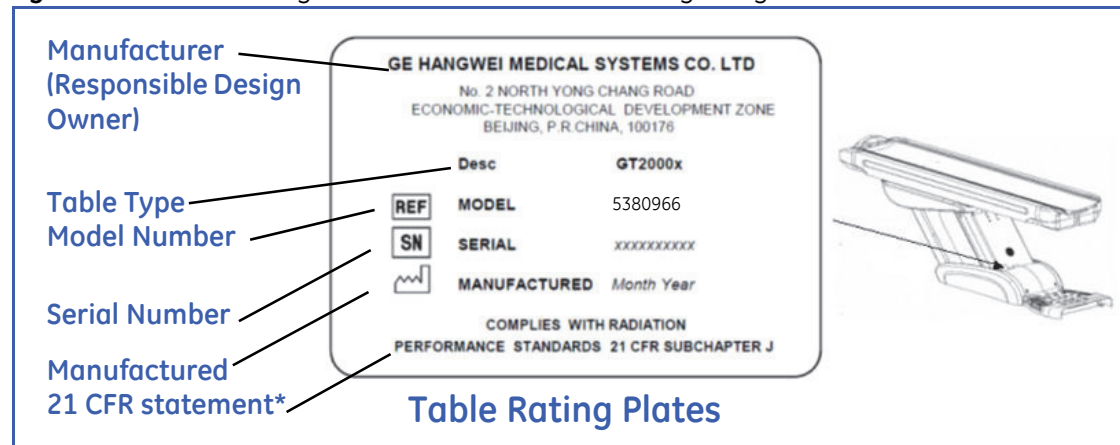 Manufacturer
(Responsible Design
Owner)
Table Type
Model Number
Serial Number
Manufactured
21 CFR statement*
GE HANGWEI MEDICAL SYSTEMS CO. LTD
No. 2 NORTH YONG CHANG ROAD
ECONOMIC-TECHNOLOGICAL DEVELOPMENT ZONE
BEIJING, P.R.CHINA, 100176
Desc GT2000x
REF MODEL 5380966
SN SERIAL xxxxxxxxxx
MANUFACTURED Month Year
COMPLIES WITH RADIATION
PERFORMANCE STANDARDS 21 CFR SUBCHAPTER J
Table Rating Plates